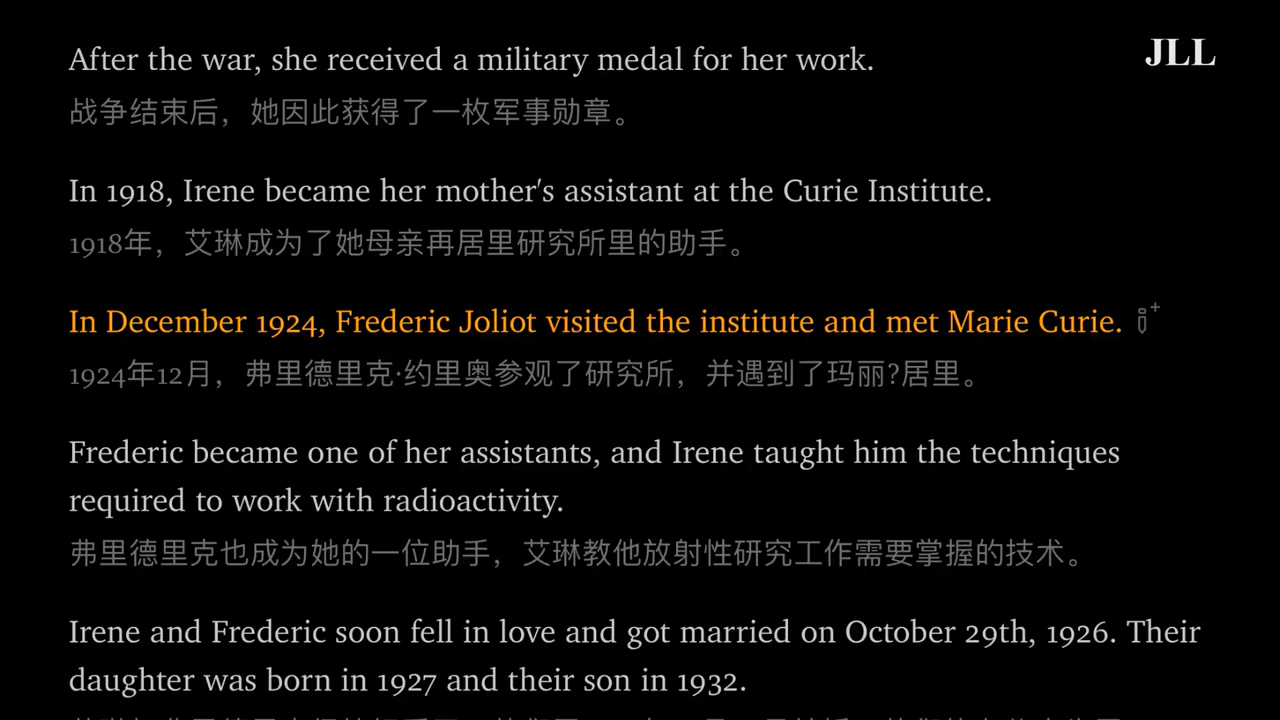 After the war, she received a military medal for her work.
JLL
战争结束后，她因此获得了一枚军事勋章。
In 1918, Irene became her mother's assistant at the Curie Institute.
1918年，艾琳成为了她母亲再居里研究所里的助手。
In December 1924, Frederic Joliot visited the institute and met Marie Curie.
1924年12月，弗里德里克·约里奥参观了研究所，并遇到了玛丽?居里。
Frederic became one of her assistants, and Irene taught him the techniques
required to work with radioactivity.
弗里德里克也成为她的一位助手，艾琳教他放射性研究工作需要掌握的技术。
Irene and Frederic soon fell in love and got married on October 29th, 1926. Their
daughter was born in 1927 and their son in 1932.